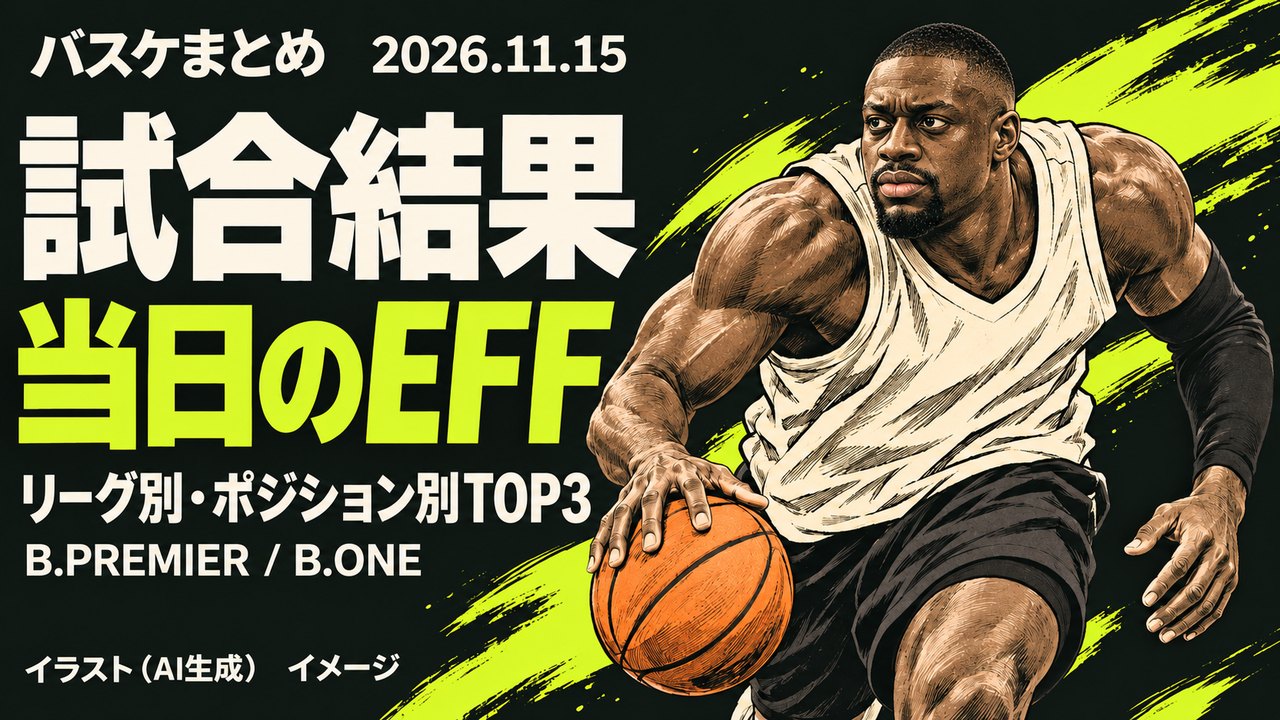 バスケまとめ 2026.11.15
試合結果
当日のEFF
リーグ別・ポジション別TOP3
B.PREMIER / B.ONE
イラスト（AI生成） イメージ